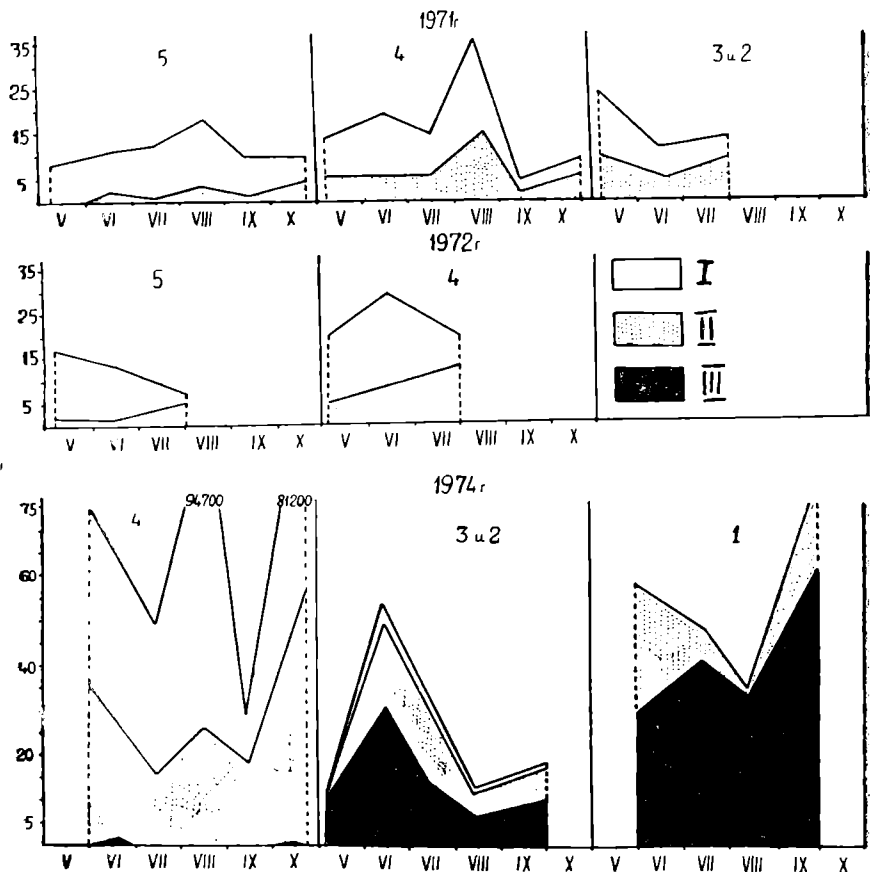 1971г
35
25
15
5
5
4
3 и 2
V VI VII VIII IX X V VI VII VIII IX X V VI VII VIII IX X
1972г
35
25
15
5
5
4
I
II
III
V VI VII VIII IX X V VI VII VIII IX X
1974г
75
60
40
20
5
94700
81200
4
3 и 2
1
V VI VII VIII IX X V VI VII VIII IX X V VI VII VIII IX X